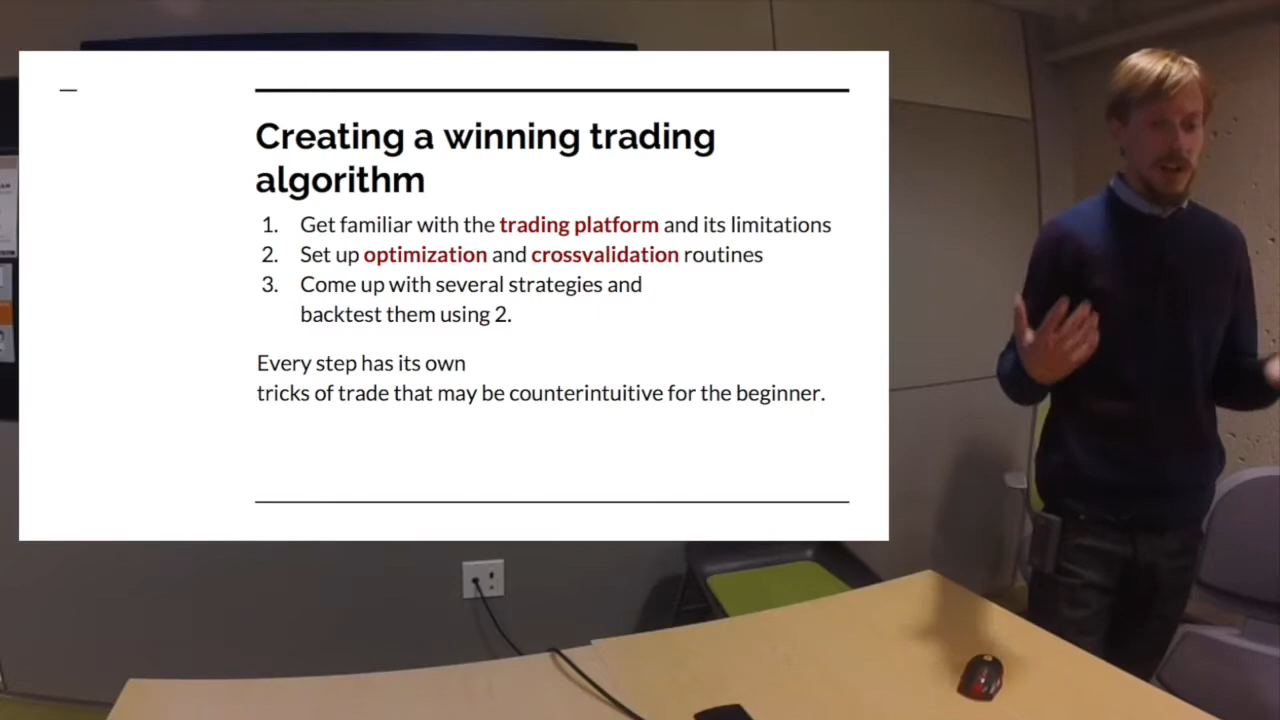 Creating a winning trading
algorithm
1. Get familiar with the trading platform and its limitations
2. Set up optimization and crossvalidation routines
3. Come up with several strategies and
backtest them using 2.
Every step has its own
tricks of trade that may be counterintuitive for the beginner.